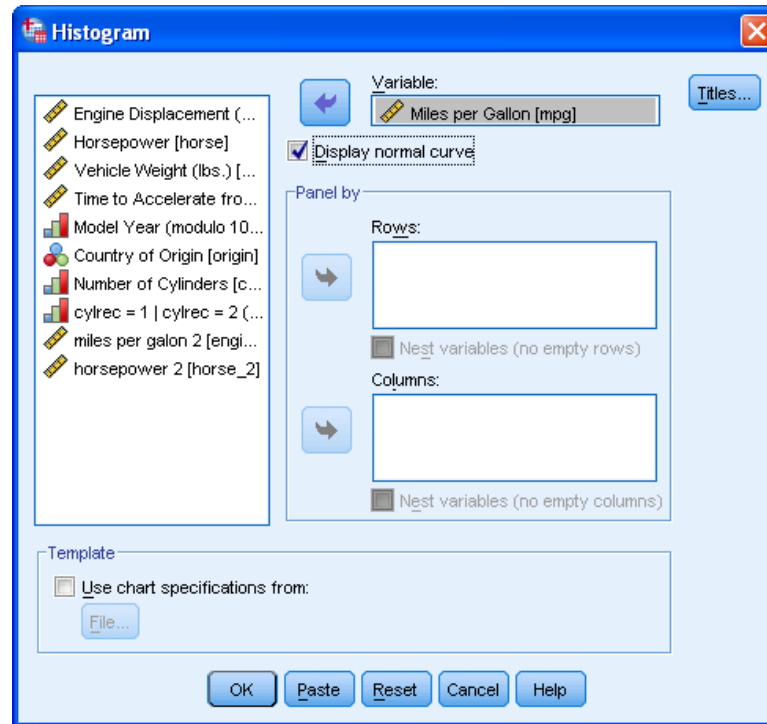 Histogram
Variable:
Miles per Gallon [mpg]
Titles...
Display normal curve
Engine Displacement (...
Horsepower [horse]
Vehicle Weight (lbs.) [...
Time to Accelerate fro...
Model Year (modulo 10...
Country of Origin [origin]
Number of Cylinders [c...
cylrec = 1 | cylrec = 2 (...
miles per galon 2 [engi...
horsepower 2 [horse_2]
Panel by
Rows:
Nest variables (no empty rows)
Columns:
Nest variables (no empty columns)
Template
Use chart specifications from:
File...
OK
Paste
Reset
Cancel
Help